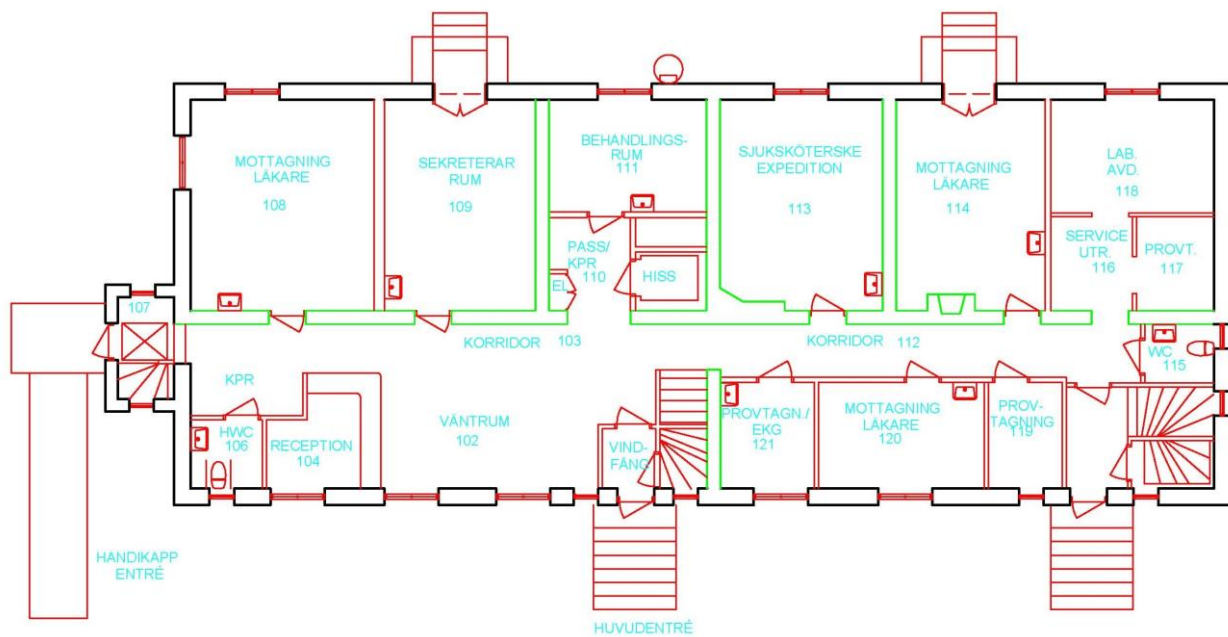 MOTTAGNING
LÄKARE
108
SEKRETERAR
RUM
109
BEHANDLINGS-
RUM
111
SJUKSKÖTERSKE
EXPEDITION
113
MOTTAGNING
LÄKARE
114
LAB.
AVD.
118
PASS/
KPR
110
EL
HISS
SERVICE
UTR.
116
PROVT.
117
107
KORRIDOR 103
KORRIDOR 112
WC
115
KPR
HWC
106
RECEPTION
104
VÄNTRUM
102
VIND-
FÅNG
PROVTAGN./
EKG
121
MOTTAGNING
LÄKARE
120
PROV-
TAGNING
119
HANDIKAPP
ENTRÉ
HUVUDENTRÉ